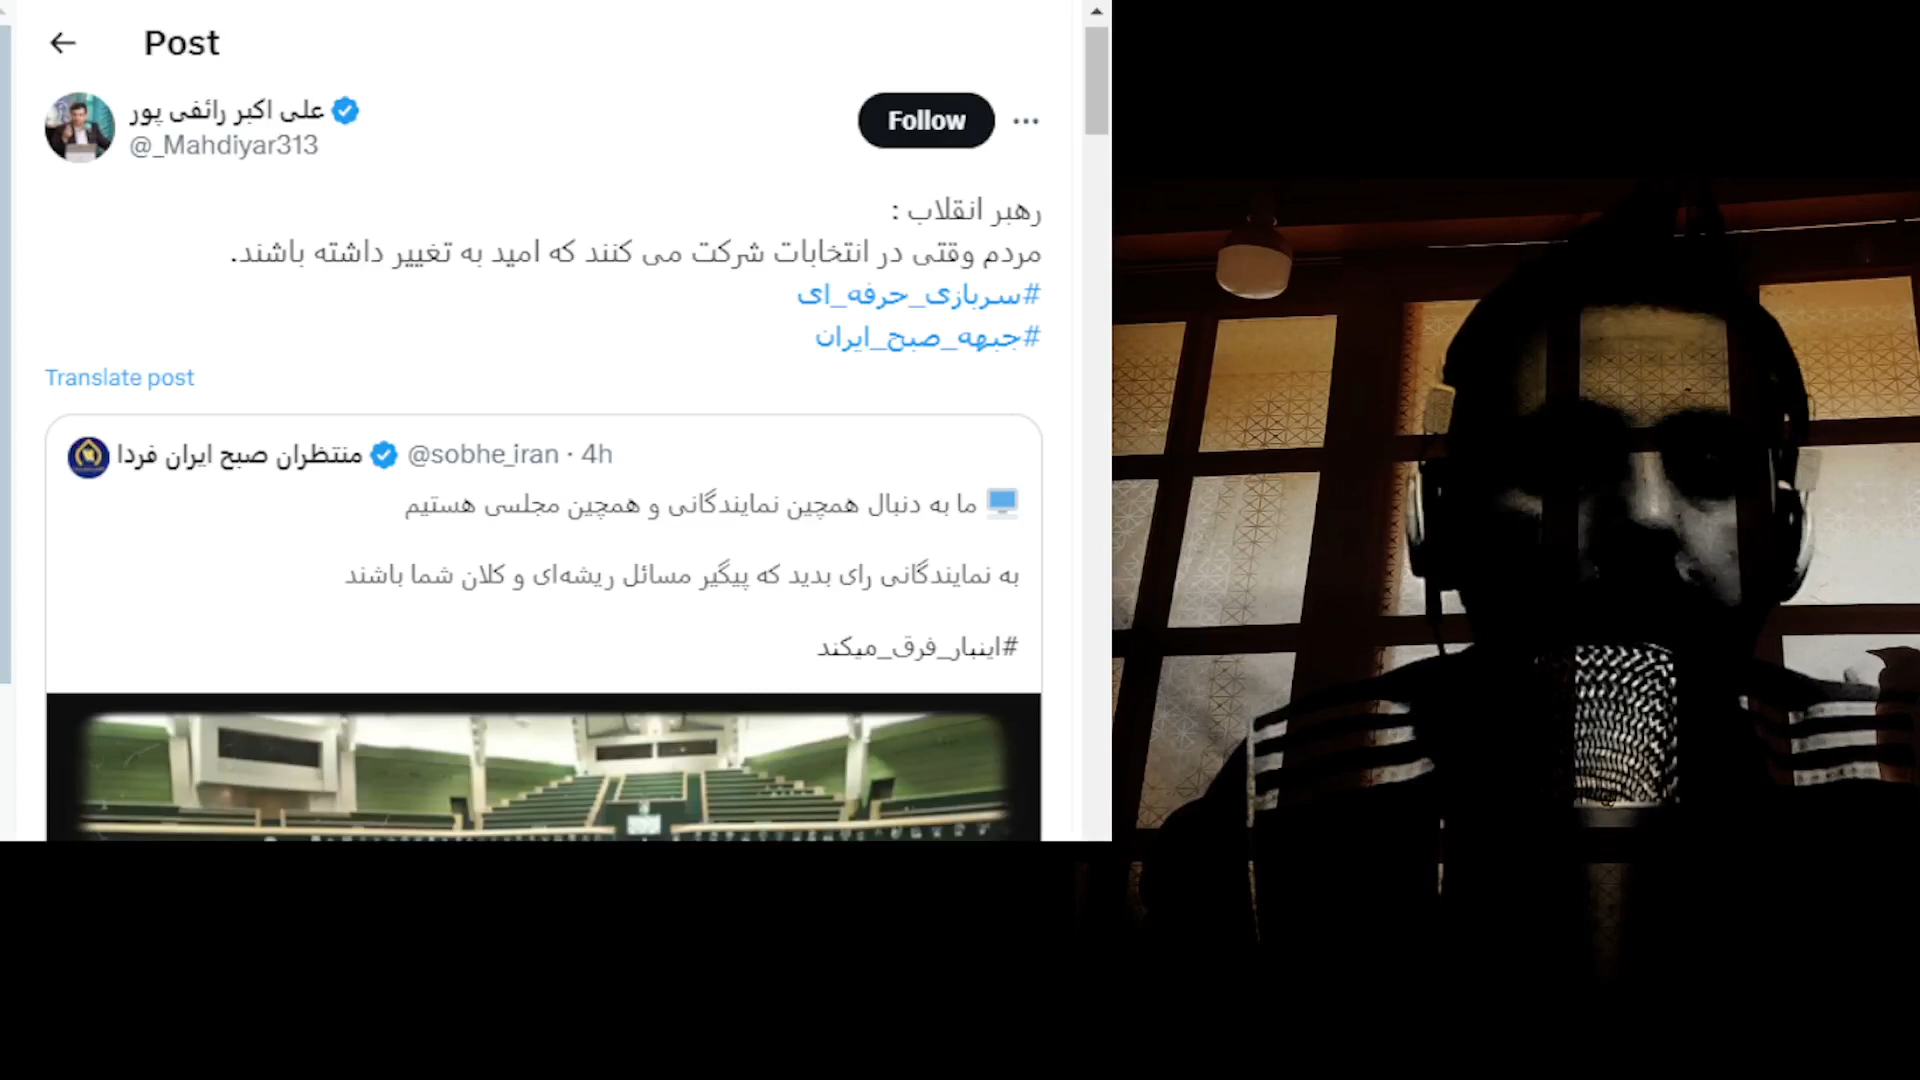 Post
علی اکبر رائفی پور
@_Mahdiyar313
Follow
رهبر انقلاب :
مردم وقتی در انتخابات شرکت می کنند که امید به تغییر داشته باشند.
#سربازی_حرفه_ای
#جبهه_صبح_ایران
Translate post
منتظران صبح ایران فردا @sobhe_iran · 4h
ما به دنبال همچین نمایندگانی و همچین مجلسی هستیم
به نمایندگانی رای بدید که پیگیر مسائل ریشه‌ای و کلان شما باشند
#اینبار_فرق_میکند